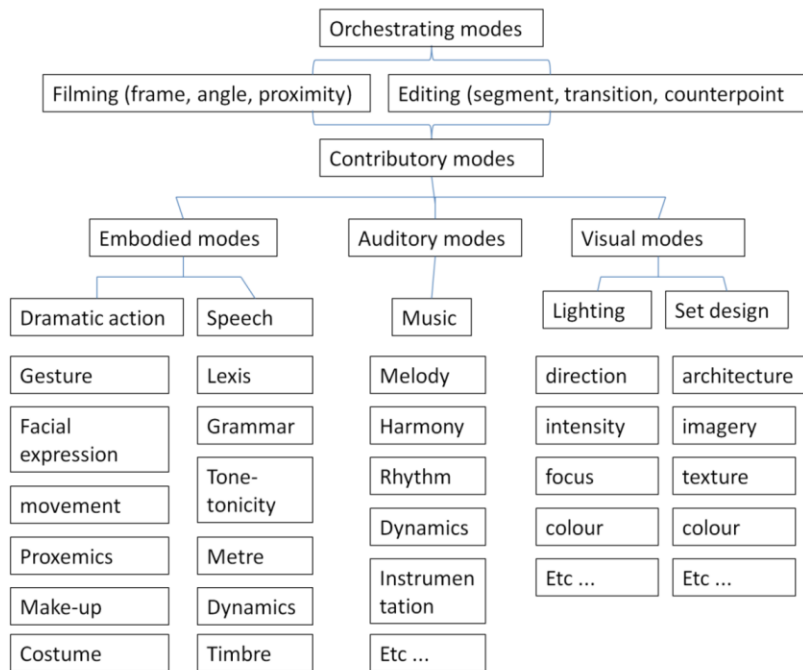 Orchestrating modes
Filming (frame, angle, proximity)
Editing (segment, transition, counterpoint
Contributory modes
Embodied modes
Auditory modes
Visual modes
Dramatic action
Speech
Music
Lighting
Set design
Gesture
Lexis
Melody
direction
architecture
Facial
expression
Grammar
Harmony
intensity
imagery
movement
Tone-
tonicity
Rhythm
focus
texture
Proxemics
Metre
Dynamics
colour
colour
Make-up
Dynamics
Instrumen
tation
Etc ...
Etc ...
Costume
Timbre
Etc ...